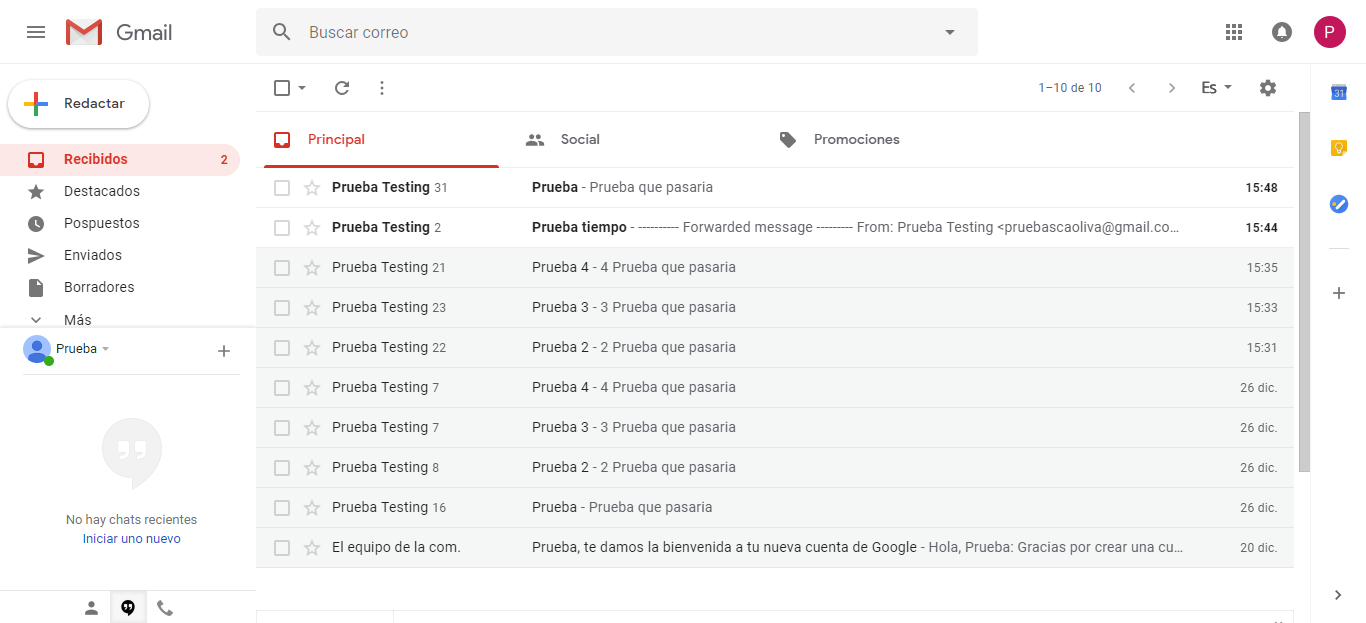 Gmail
Buscar correo
P
Redactar
1–10 de 10
Es
31
Principal
Social
Promociones
Recibidos 2
Destacados
Pospuestos
Enviados
Borradores
Más
Prueba Testing 31 Prueba - Prueba que pasaria 15:48
Prueba Testing 2 Prueba tiempo - ---------- Forwarded message --------- From: Prueba Testing <pruebascaoliva@gmail.co… 15:44
Prueba Testing 21 Prueba 4 - 4 Prueba que pasaria 15:35
Prueba Testing 23 Prueba 3 - 3 Prueba que pasaria 15:33
Prueba Testing 22 Prueba 2 - 2 Prueba que pasaria 15:31
Prueba Testing 7 Prueba 4 - 4 Prueba que pasaria 26 dic.
Prueba Testing 7 Prueba 3 - 3 Prueba que pasaria 26 dic.
Prueba Testing 8 Prueba 2 - 2 Prueba que pasaria 26 dic.
Prueba Testing 16 Prueba - Prueba que pasaria 26 dic.
El equipo de la com. Prueba, te damos la bienvenida a tu nueva cuenta de Google - Hola, Prueba: Gracias por crear una cu… 20 dic.
Prueba
No hay chats recientes
Iniciar uno nuevo